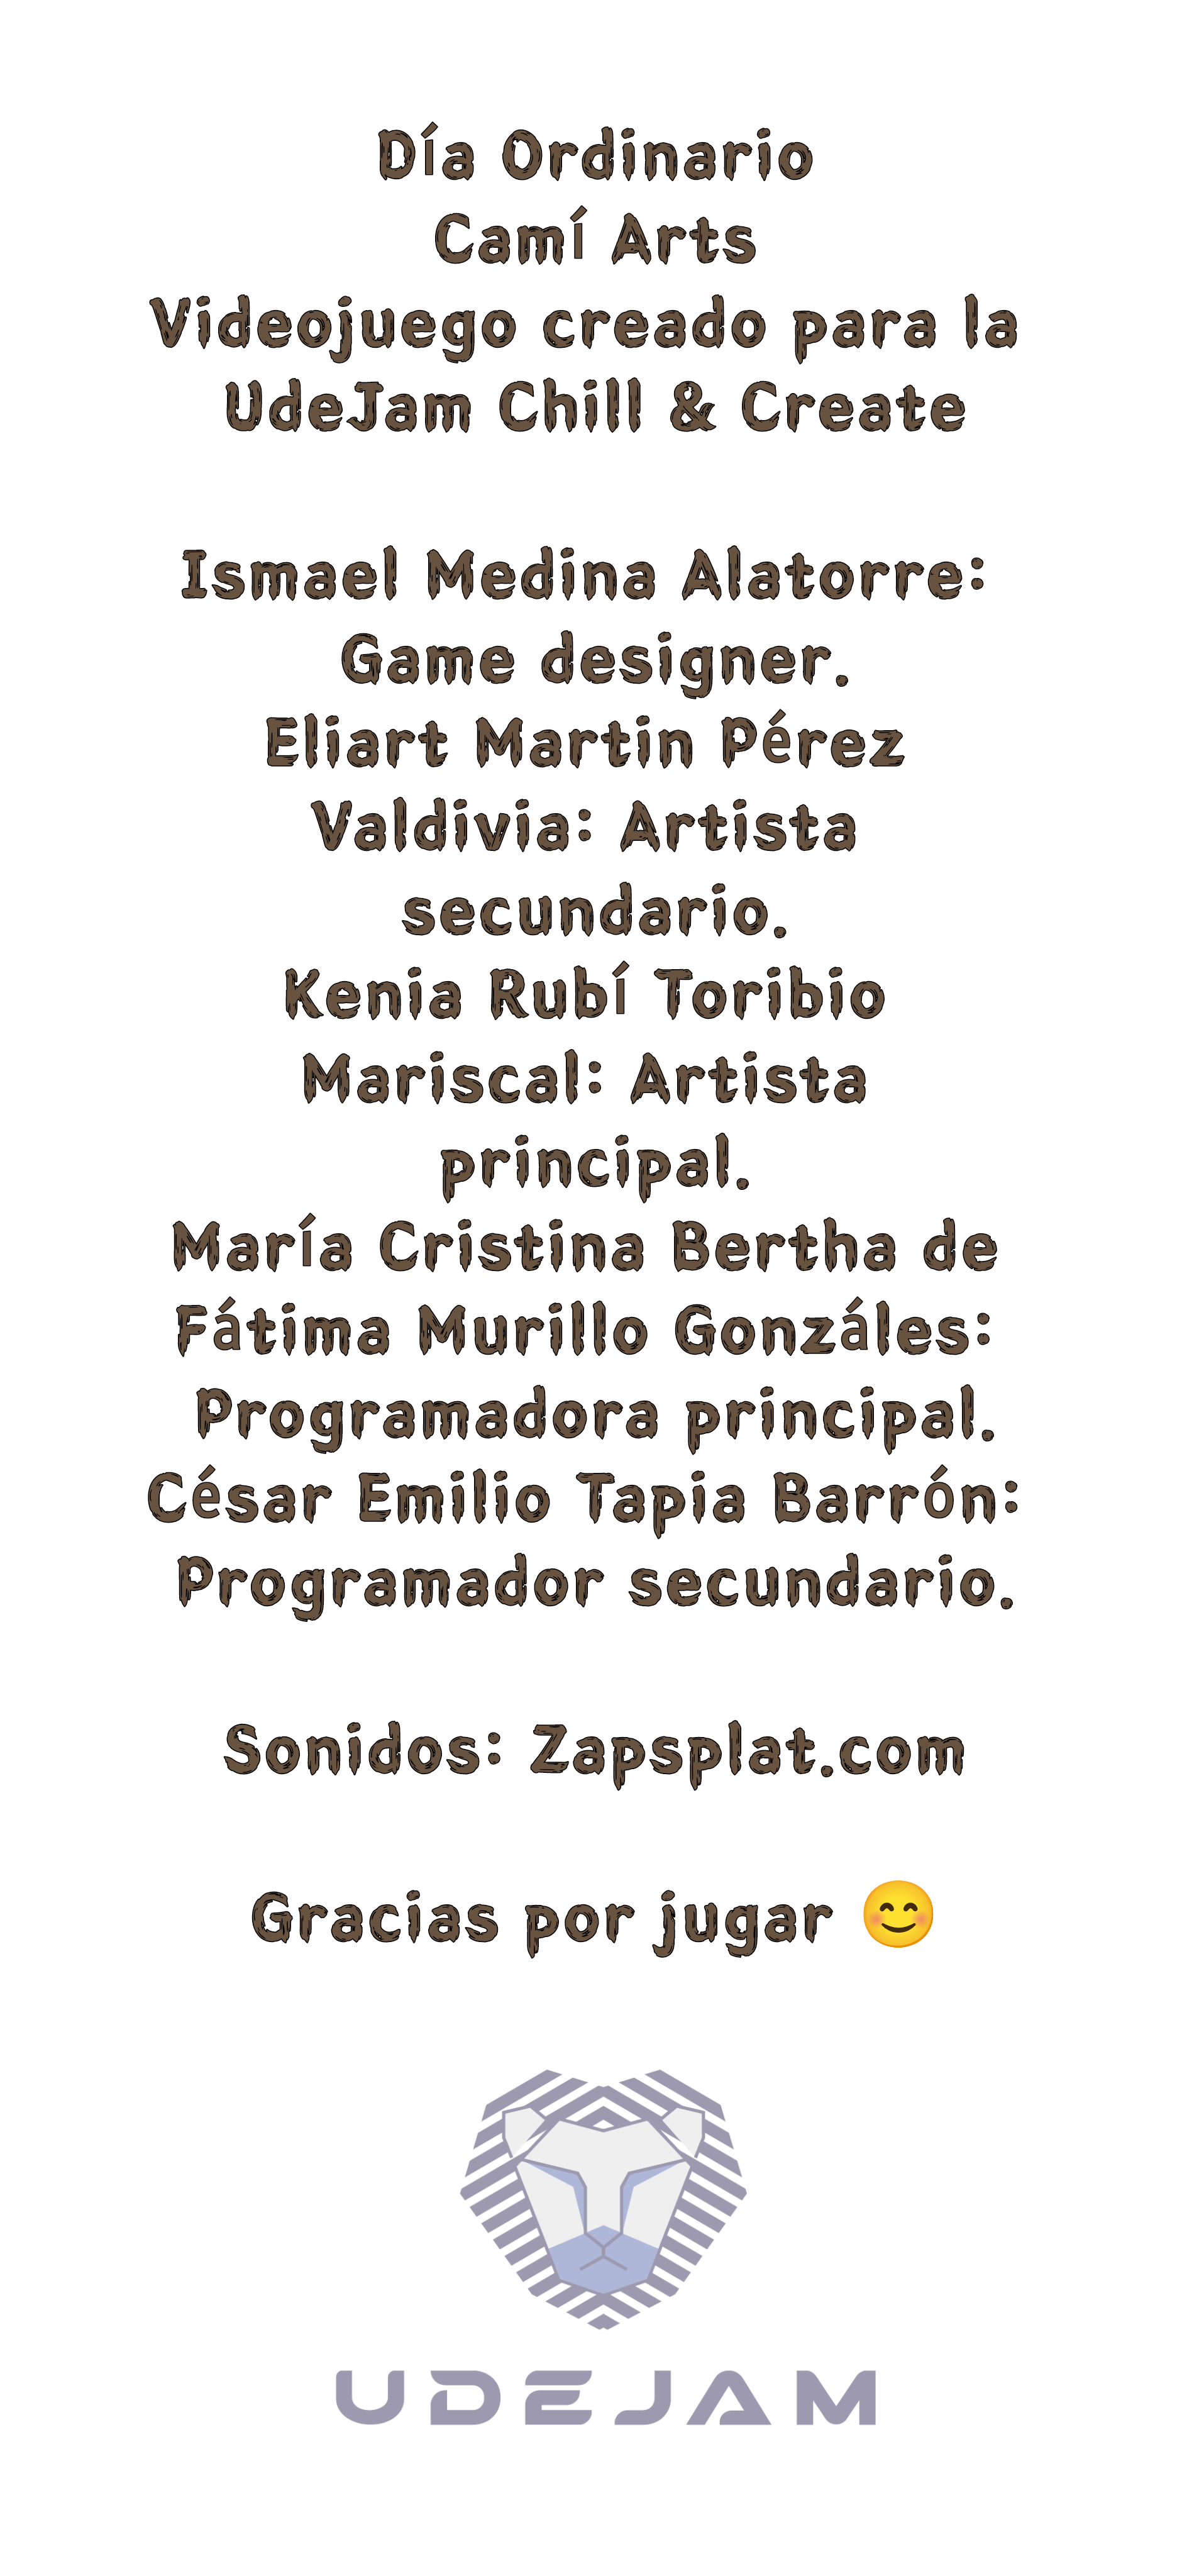 Día Ordinario
Camí Arts
Videojuego creado para la
UdeJam Chill & Create
Ismael Medina Alatorre:
Game designer.
Eliart Martin Pérez
Valdivia: Artista
secundario.
Kenia Rubí Toribio
Mariscal: Artista
principal.
María Cristina Bertha de
Fátima Murillo Gonzáles:
Programadora principal.
César Emilio Tapia Barrón:
Programador secundario.
Sonidos: Zapsplat.com
Gracias por jugar 😊
UDEJAM